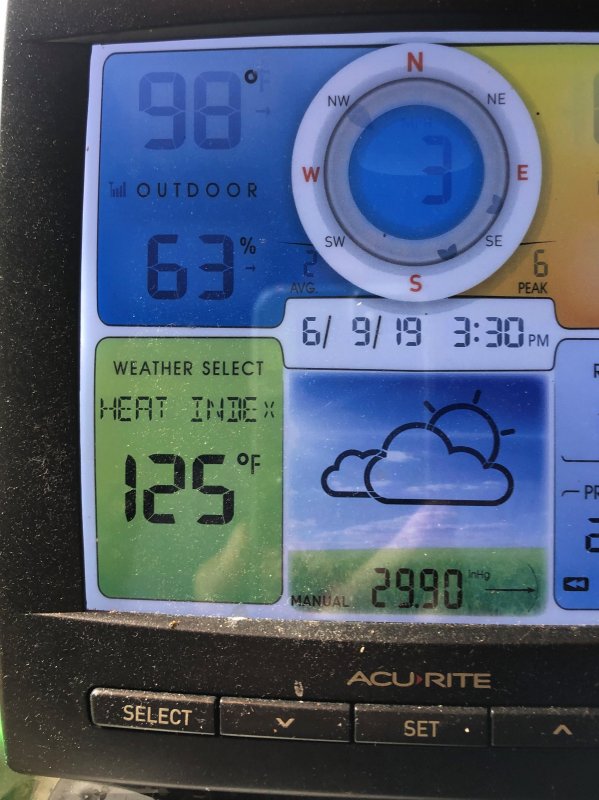 98°F
OUTDOOR
63%
N
NE
E
SE
S
SW
W
NW
3
2
AVG.
6
PEAK
6/ 9/19 3:30 PM
WEATHER SELECT
HEAT INDEX
125°F
MANUAL 29.90 inHg
ACURITE
SELECT
SET